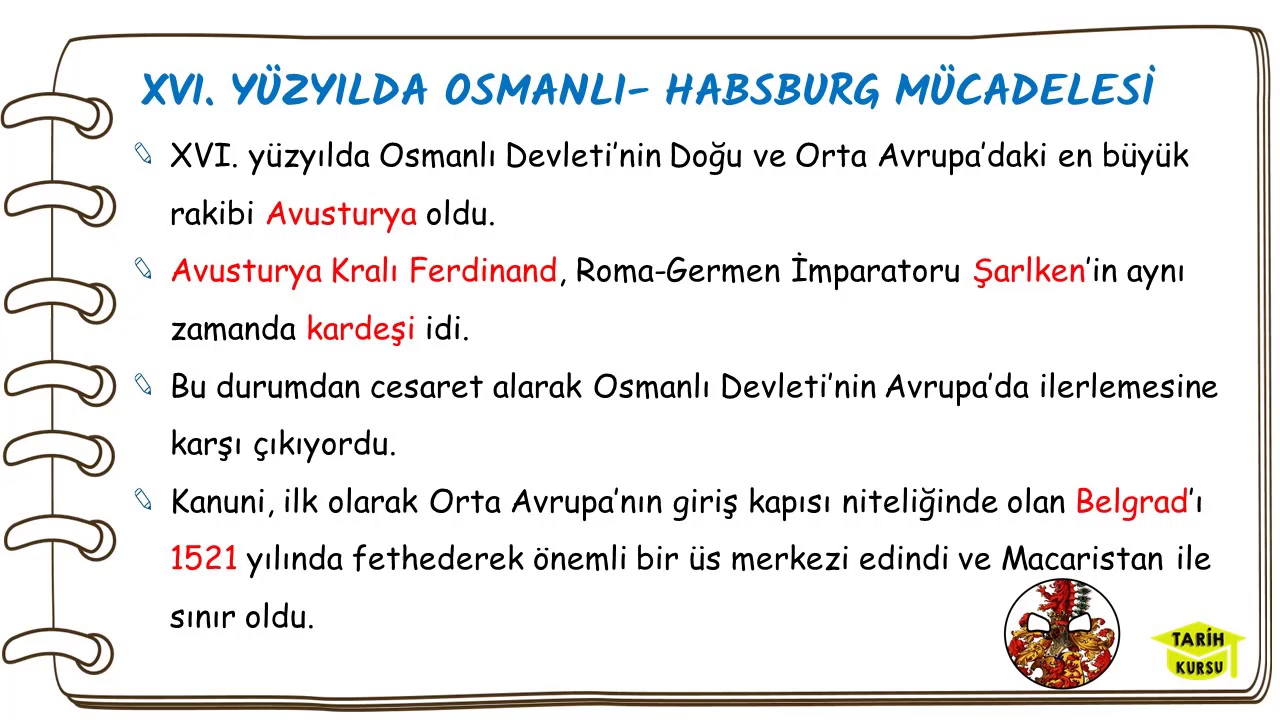 XVI. YÜZYILDA OSMANLI- HABSBURG MÜCADELESİ
XVI. yüzyılda Osmanlı Devleti’nin Doğu ve Orta Avrupa’daki en büyük
rakibi Avusturya oldu.
Avusturya Kralı Ferdinand, Roma-Germen İmparatoru Şarlken’in aynı
zamanda kardeşi idi.
Bu durumdan cesaret alarak Osmanlı Devleti’nin Avrupa’da ilerlemesine
karşı çıkıyordu.
Kanuni, ilk olarak Orta Avrupa’nın giriş kapısı niteliğinde olan Belgrad’ı
1521 yılında fethederek önemli bir üs merkezi edindi ve Macaristan ile
sınır oldu.
TARİH
KURSU